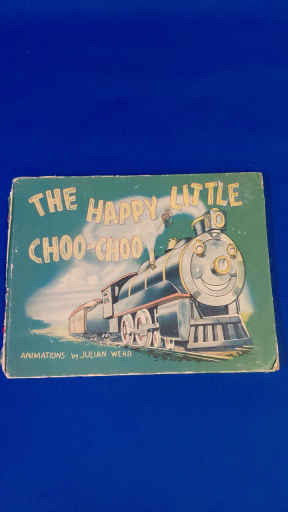 THE HAPPY LITTLE
CHOO-CHOO
ANIMATIONS by JULIAN WEHR